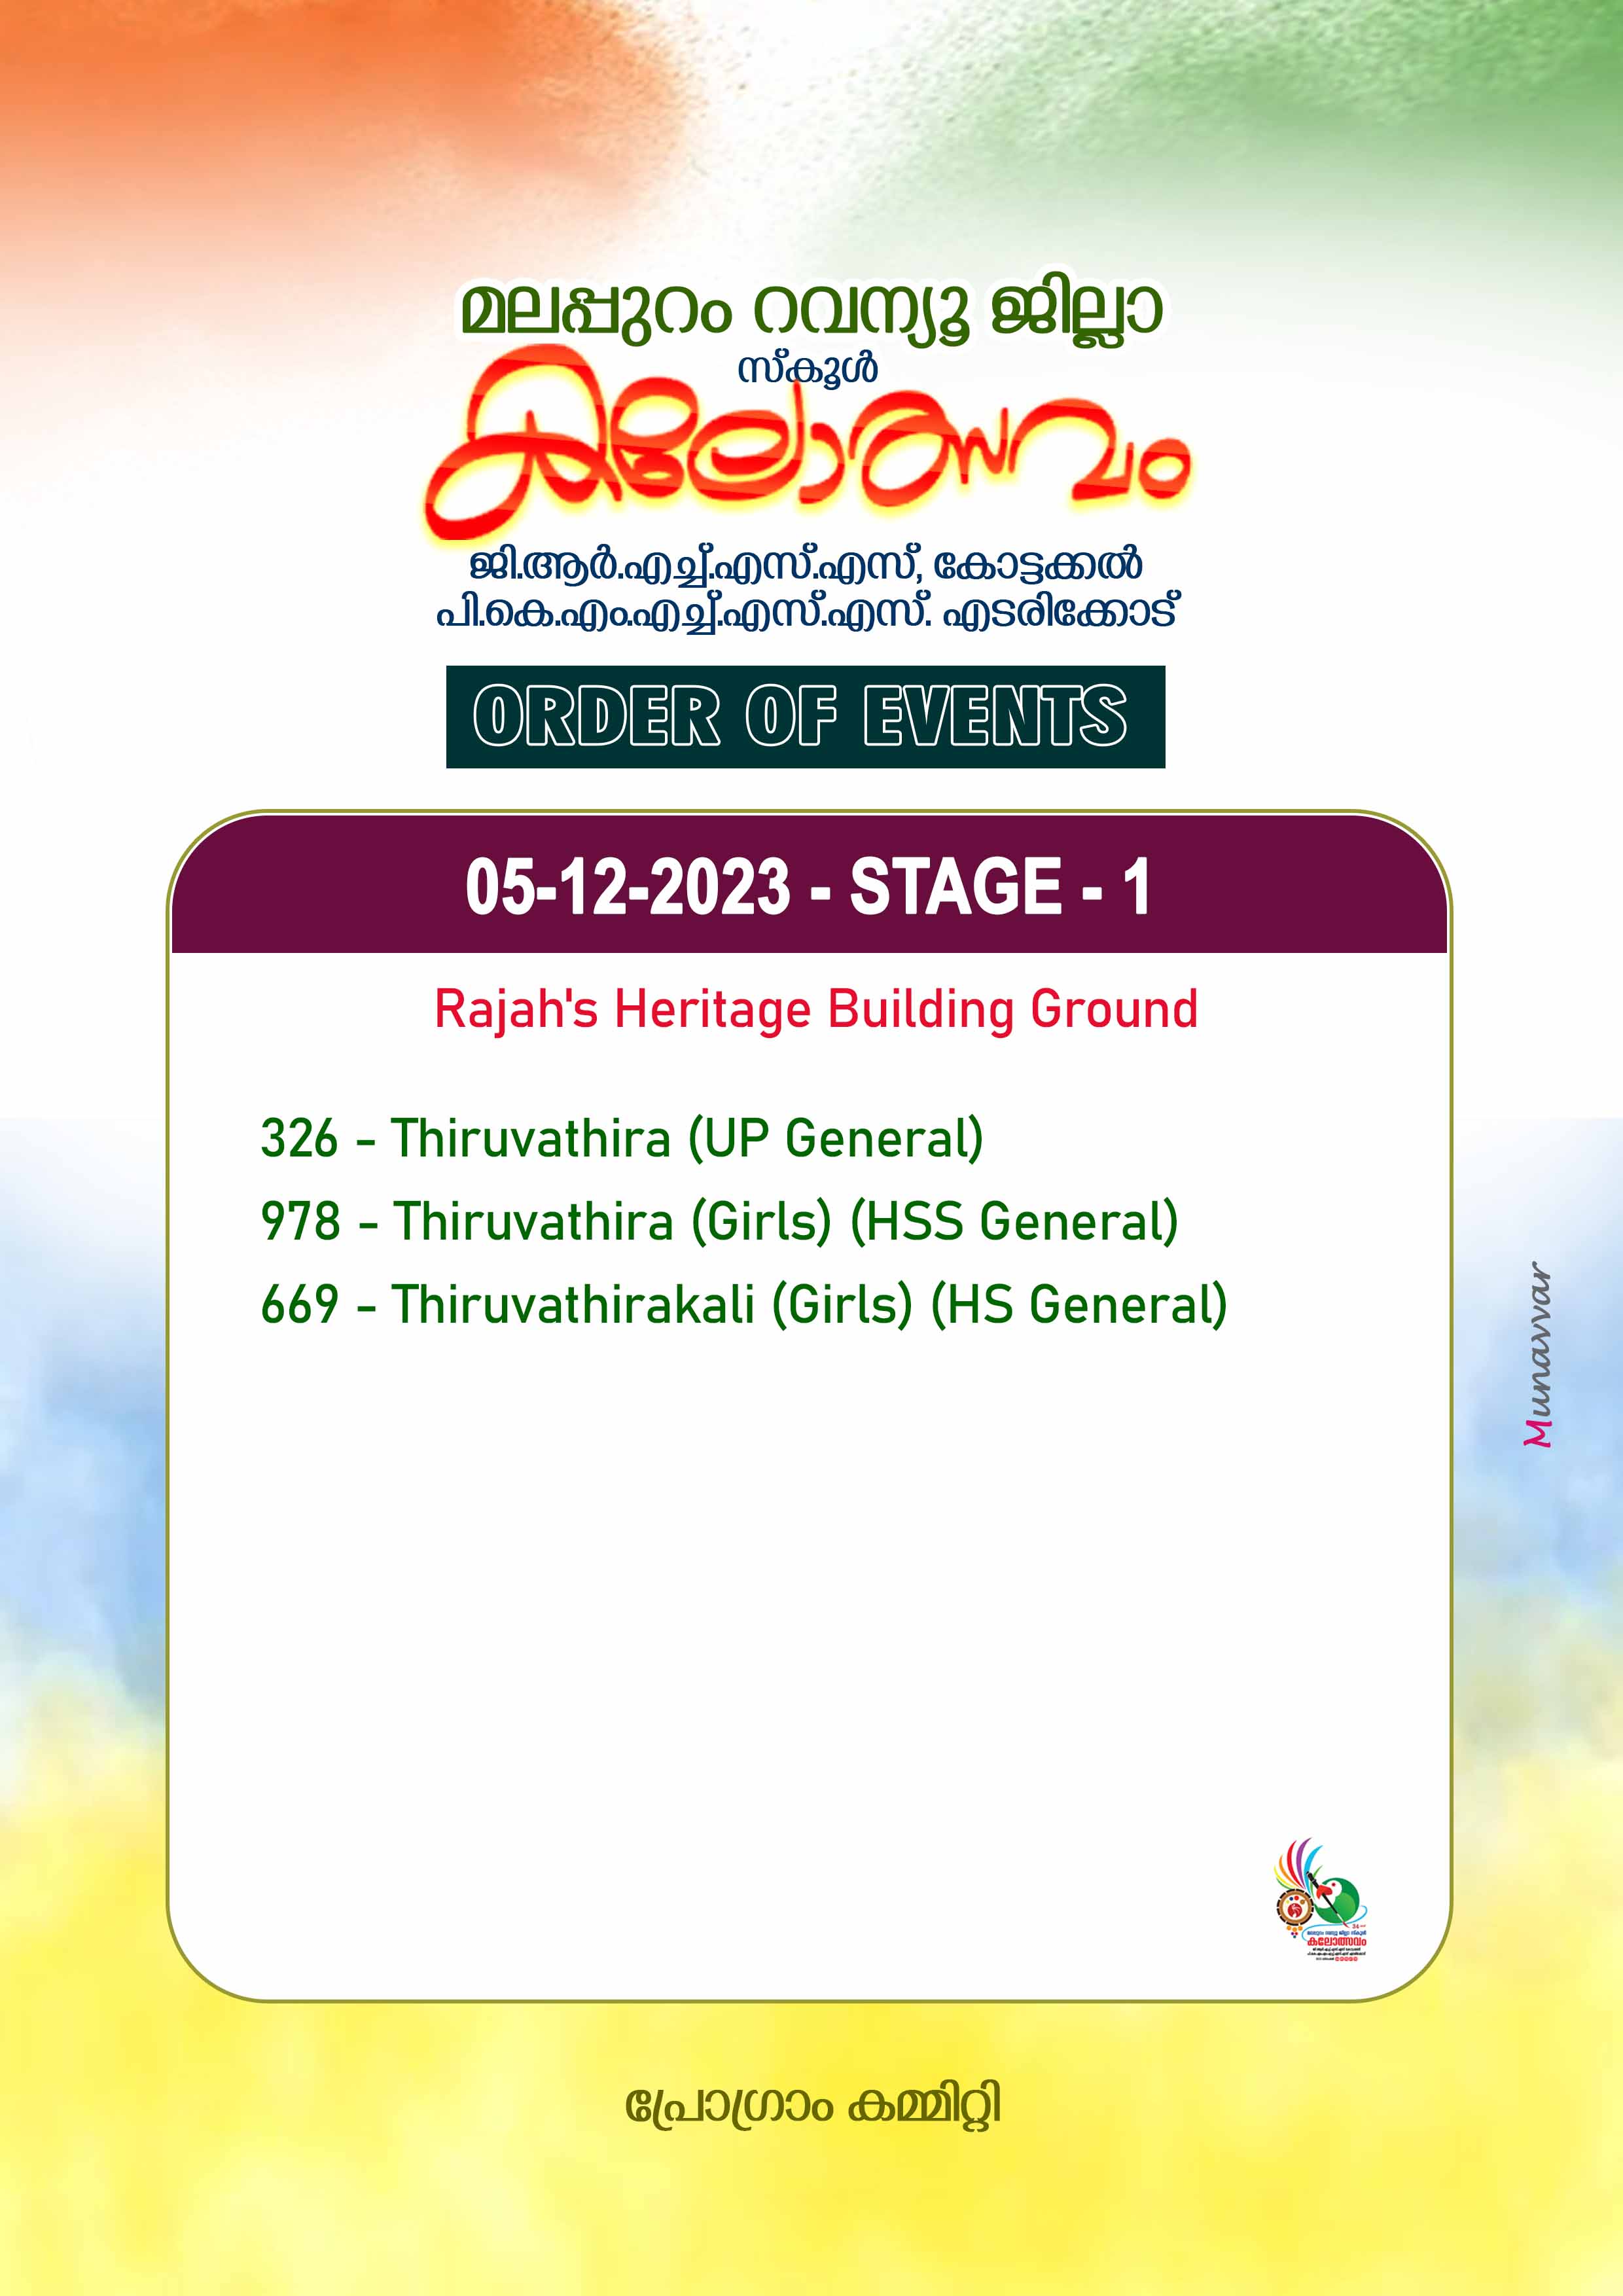 മലപ്പുറം റവന്യൂ ജില്ലാ
സ്കൂൾ
കലോത്സവം
ജി.ആർ.എച്ച്.എസ്.എസ്, കോട്ടക്കൽ
പി.കെ.എം.എച്ച്.എസ്.എസ്. എടരിക്കോട്
ORDER OF EVENTS
05-12-2023 - STAGE - 1
Rajah's Heritage Building Ground
326 - Thiruvathira (UP General)
978 - Thiruvathira (Girls) (HSS General)
669 - Thiruvathirakali (Girls) (HS General)
Munavvar
കലോത്സവം
പ്രോഗ്രാം കമ്മിറ്റി